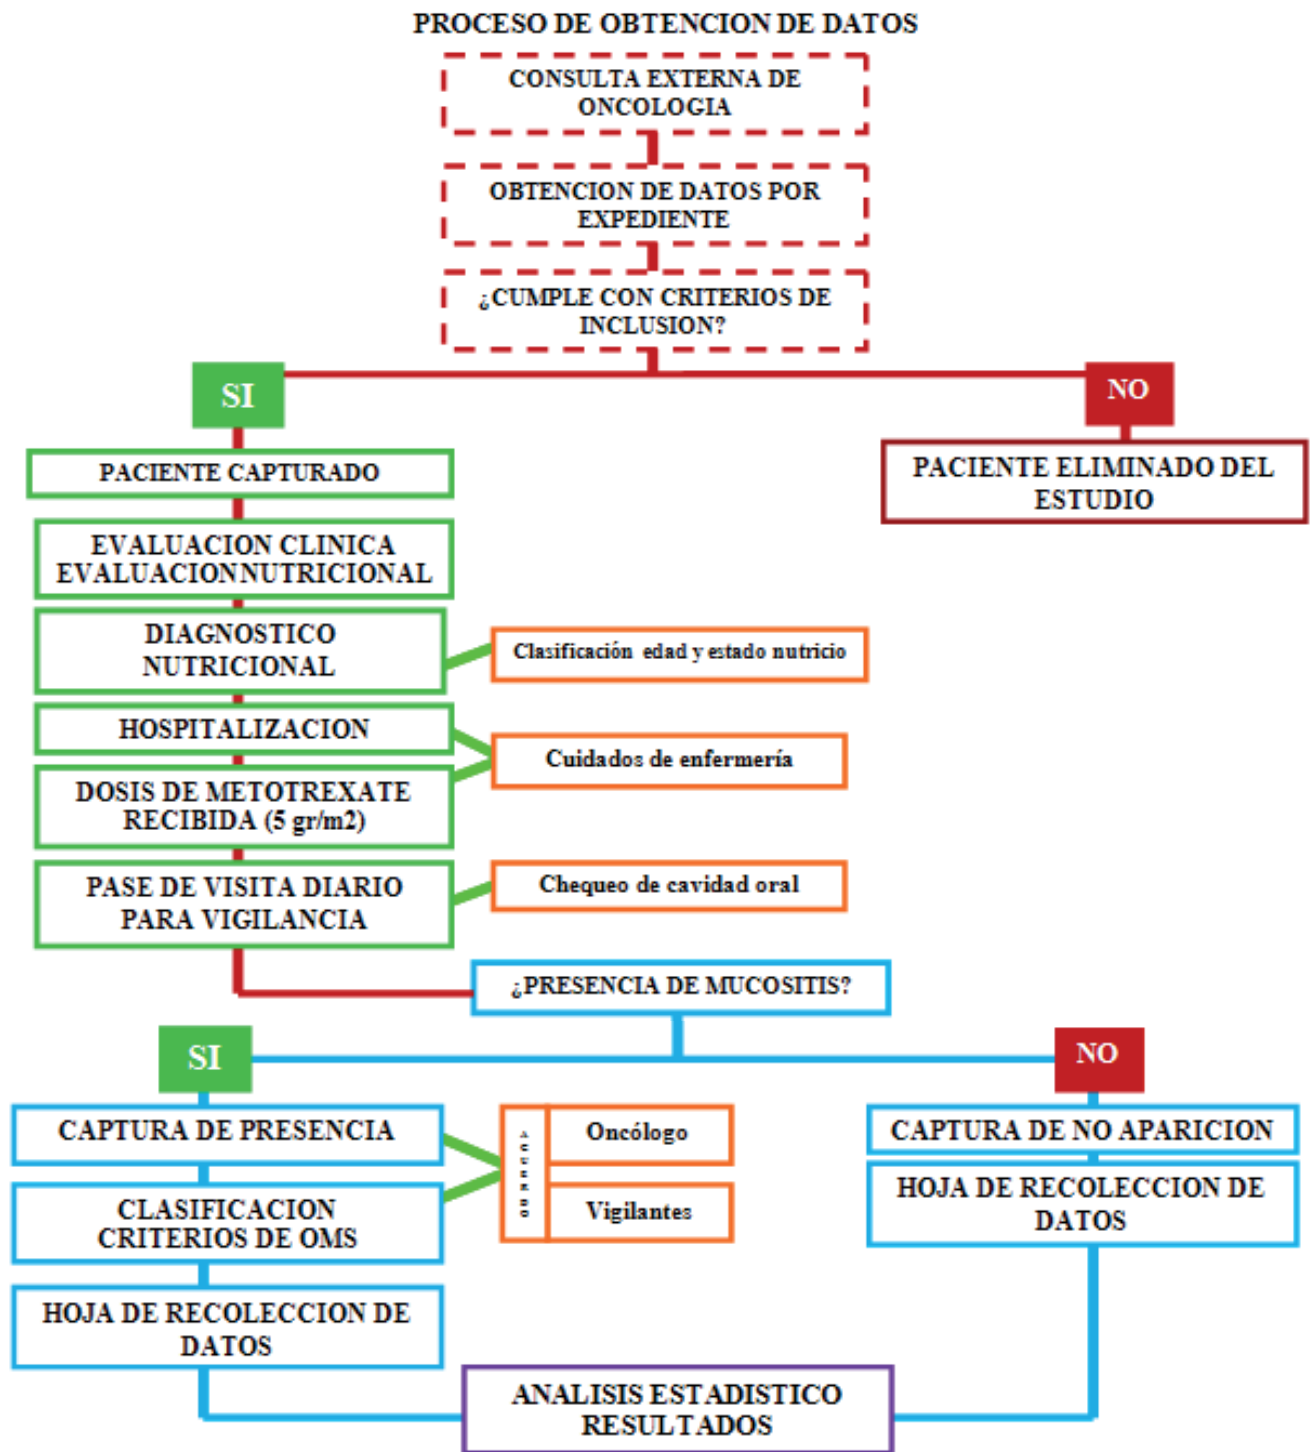 PROCESO DE OBTENCION DE DATOS
CONSULTA EXTERNA DE
ONCOLOGIA
OBTENCION DE DATOS POR
EXPEDIENTE
¿CUMPLE CON CRITERIOS DE
INCLUSION?
SI
NO
PACIENTE CAPTURADO
PACIENTE ELIMINADO DEL
ESTUDIO
EVALUACION CLINICA
EVALUACION NUTRICIONAL
DIAGNOSTICO
NUTRICIONAL
Clasificación edad y estado nutricio
HOSPITALIZACION
Cuidados de enfermería
DOSIS DE METOTREXATE
RECIBIDA (5 gr/m2)
PASE DE VISITA DIARIO
PARA VIGILANCIA
Chequeo de cavidad oral
¿PRESENCIA DE MUCOSITIS?
SI
NO
CAPTURA DE PRESENCIA
ACUERDO
Oncólogo
Vigilantes
CLASIFICACION
CRITERIOS DE OMS
HOJA DE RECOLECCION DE
DATOS
CAPTURA DE NO APARICION
HOJA DE RECOLECCION DE
DATOS
ANALISIS ESTADISTICO
RESULTADOS